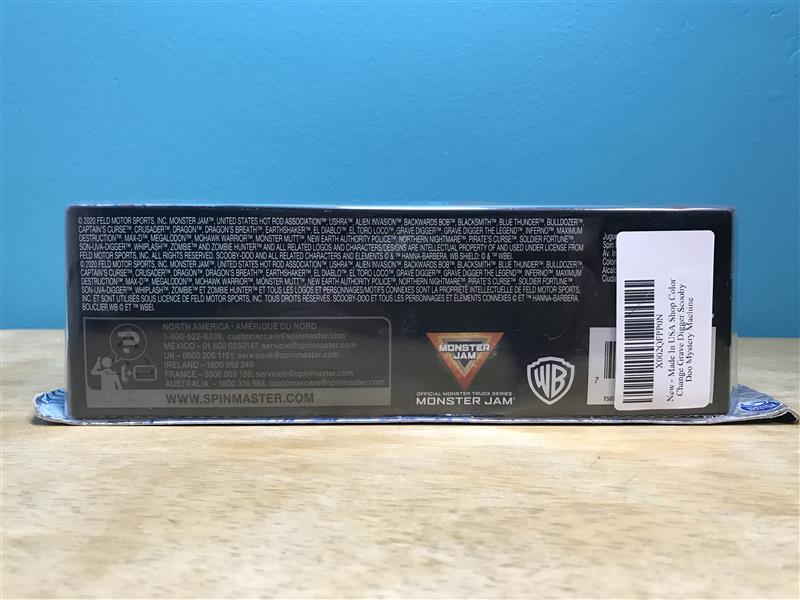 © 2020 FELD MOTOR SPORTS, INC. MONSTER JAM™, UNITED STATES HOT ROD ASSOCIATION™, USHRA™, ALIEN INVASION™, BACKWARDS BOB™, BLACKSMITH™, BLUE THUNDER™, BULLDOZER™,
CAPTAIN'S CURSE™, CRUSADER™, DRAGON™, DRAGON'S BREATH™, EARTHSHAKER™, EL DIABLO™, EL TORO LOCO™, GRAVE DIGGER™, GRAVE DIGGER THE LEGEND™, INFERNO™, MAXIMUM
DESTRUCTION™, MAX-D™, MEGALODON™, MOHAWK WARRIOR™, MONSTER MUTT™, NEW EARTH AUTHORITY POLICE™, NORTHERN NIGHTMARE™, PIRATE'S CURSE™, SOLDIER FORTUNE™,
SON-UVA-DIGGER™, WHIPLASH™, ZOMBIE™ AND ZOMBIE HUNTER™ AND ALL RELATED LOGOS AND CHARACTERS/DESIGNS ARE INTELLECTUAL PROPERTY OF AND USED UNDER LICENSE FROM
FELD MOTOR SPORTS, INC. ALL RIGHTS RESERVED. SCOOBY-DOO AND ALL RELATED CHARACTERS AND ELEMENTS © & ™ HANNA-BARBERA. WB SHIELD: © & ™ WBEI.
© 2020 FELD MOTOR SPORTS, INC. MONSTER JAM™, UNITED STATES HOT ROD ASSOCIATION™, USHRA™, ALIEN INVASION™, BACKWARDS BOB™, BLACKSMITH™, BLUE THUNDER™, BULLDOZER™,
CAPTAIN'S CURSE™, CRUSADER™, DRAGON™, DRAGON'S BREATH™, EARTHSHAKER™, EL DIABLO™, EL TORO LOCO™, GRAVE DIGGER™, GRAVE DIGGER THE LEGEND™, INFERNO™, MAXIMUM
DESTRUCTION™, MAX-D™, MEGALODON™, MOHAWK WARRIOR™, MONSTER MUTT™, NEW EARTH AUTHORITY POLICE™, NORTHERN NIGHTMARE™, PIRATE'S CURSE™, SOLDIER FORTUNE™,
SON-UVA-DIGGER™, WHIPLASH™, ZOMBIE™ ET ZOMBIE HUNTER™ ET TOUS LES LOGOS ET PERSONNAGES/MOTIFS CONNEXES SONT LA PROPRIÉTÉ INTELLECTUELLE DE FELD MOTOR SPORTS,
INC. ET SONT UTILISÉS SOUS LICENCE DE FELD MOTOR SPORTS, INC. TOUS DROITS RÉSERVÉS. SCOOBY-DOO ET TOUS LES PERSONNAGES ET ÉLÉMENTS CONNEXES © ET ™ HANNA-BARBERA.
BOUCLIER WB © ET ™ WBEI.
NORTH AMERICA • AMÉRIQUE DU NORD
1-800-622-8339, customercare@spinmaster.com
MEXICO – 01 800 9530147, servicio@spinmaster.com
UK – 0800 206 1191, serviceuk@spinmaster.com
IRELAND – 1800 992 249
FRANCE – 0800 909 150, servicefr@spinmaster.com
AUSTRALIA – 1800 316 982, customercare@spinmaster.com
WWW.SPINMASTER.COM
MONSTER
JAM
OFFICIAL MONSTER TRUCK SERIES
MONSTER JAM®
WB
Spin
Av. In
Colon
Alcald
Ciuda
7
X002QFPP0N
New - Made In USA Shop Color
Change Grave Digger Scooby
Doo Mystery Machine